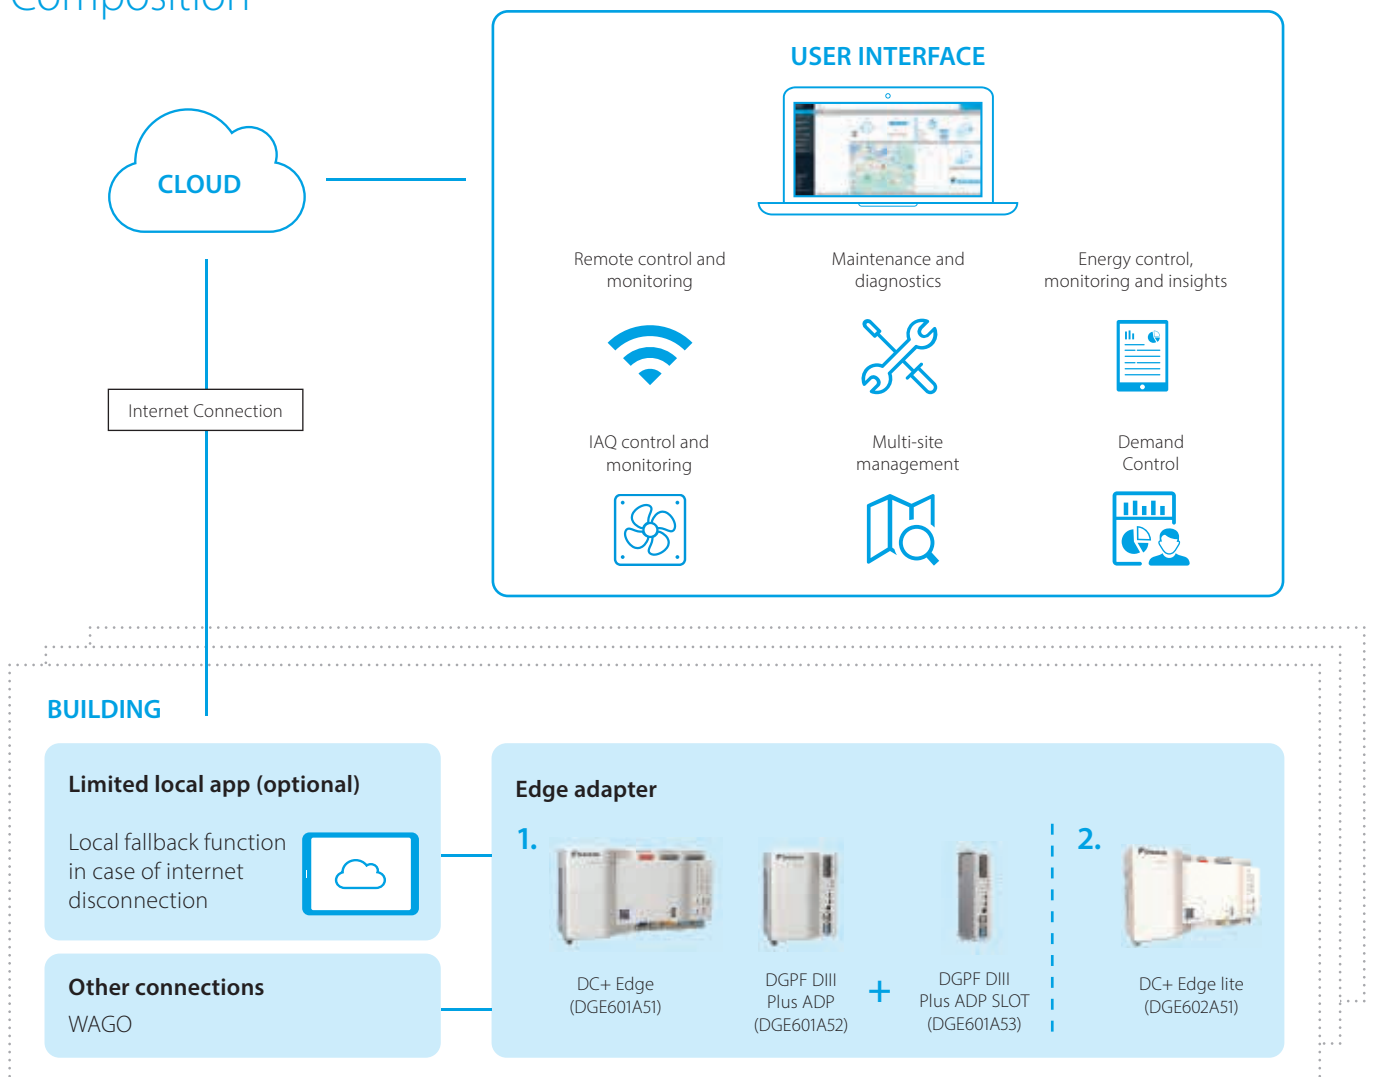 Composition
USER INTERFACE
CLOUD
Remote control and
monitoring
Maintenance and
diagnostics
Energy control,
monitoring and insights
Internet Connection
IAQ control and
monitoring
Multi-site
management
Demand
Control
BUILDING
Limited local app (optional)
Local fallback function
in case of internet
disconnection
Other connections
WAGO
Edge adapter
1.
DC+ Edge
(DGE601A51)
DGPF DIII
Plus ADP
(DGE601A52)
+
DGPF DIII
Plus ADP SLOT
(DGE601A53)
2.
DC+ Edge lite
(DGE602A51)